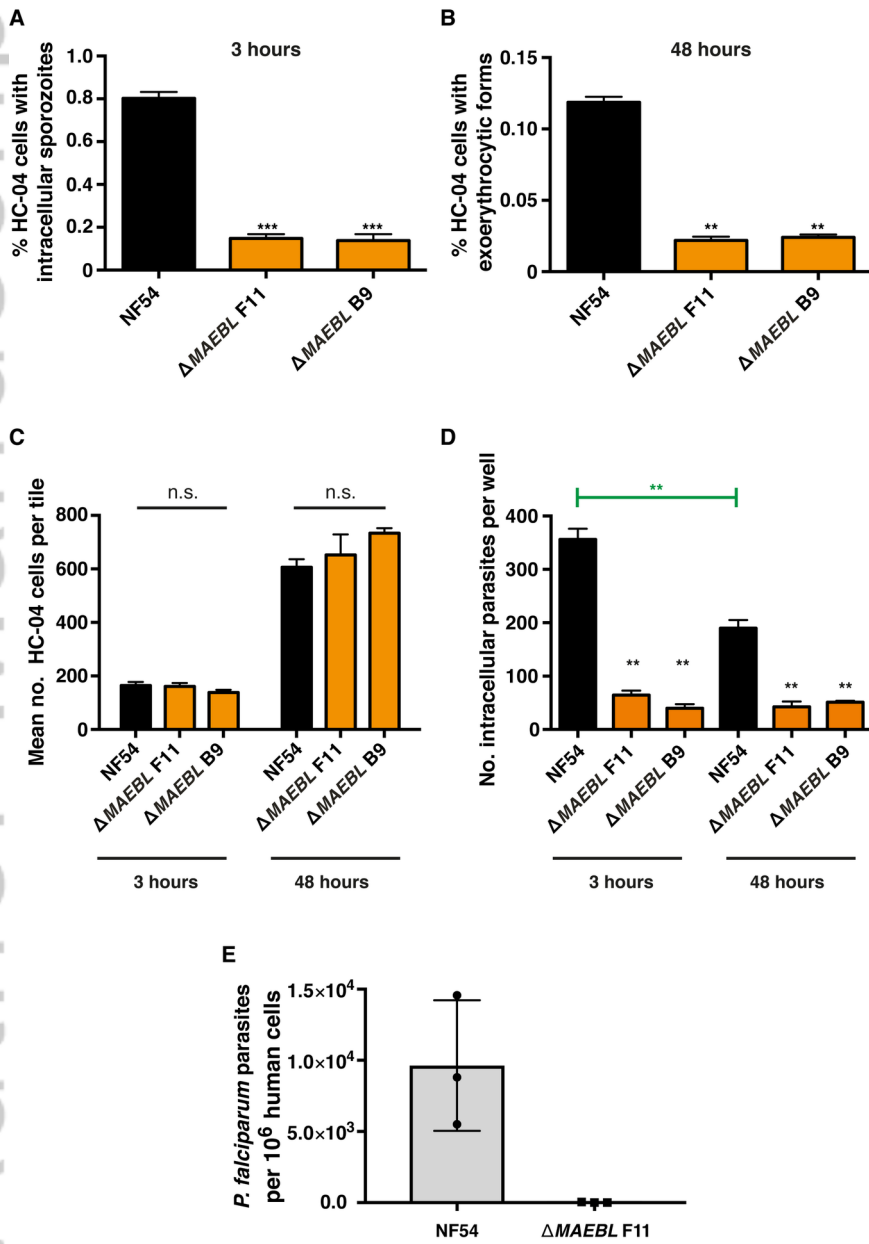 A
3 hours
% HC-04 cells with
intracellular sporozoites
1.0
0.8
0.6
0.4
0.2
0
***
***
NF54
ΔMAEBL F11
ΔMAEBL B9
B
48 hours
% HC-04 cells with
exoerythrocytic forms
0.15
0.10
0.05
0
**
**
NF54
ΔMAEBL F11
ΔMAEBL B9
C
Mean no. HC-04 cells per tile
800
600
400
200
0
n.s.
n.s.
NF54
ΔMAEBL F11
ΔMAEBL B9
NF54
ΔMAEBL F11
ΔMAEBL B9
3 hours
48 hours
D
No. intracellular parasites per well
400
300
200
100
0
**
**
**
**
**
NF54
ΔMAEBL F11
ΔMAEBL B9
NF54
ΔMAEBL F11
ΔMAEBL B9
3 hours
48 hours
E
P. falciparum parasites
per 10⁶ human cells
1.5×10⁴
1.0×10⁴
5.0×10³
0.0
NF54
ΔMAEBL F11